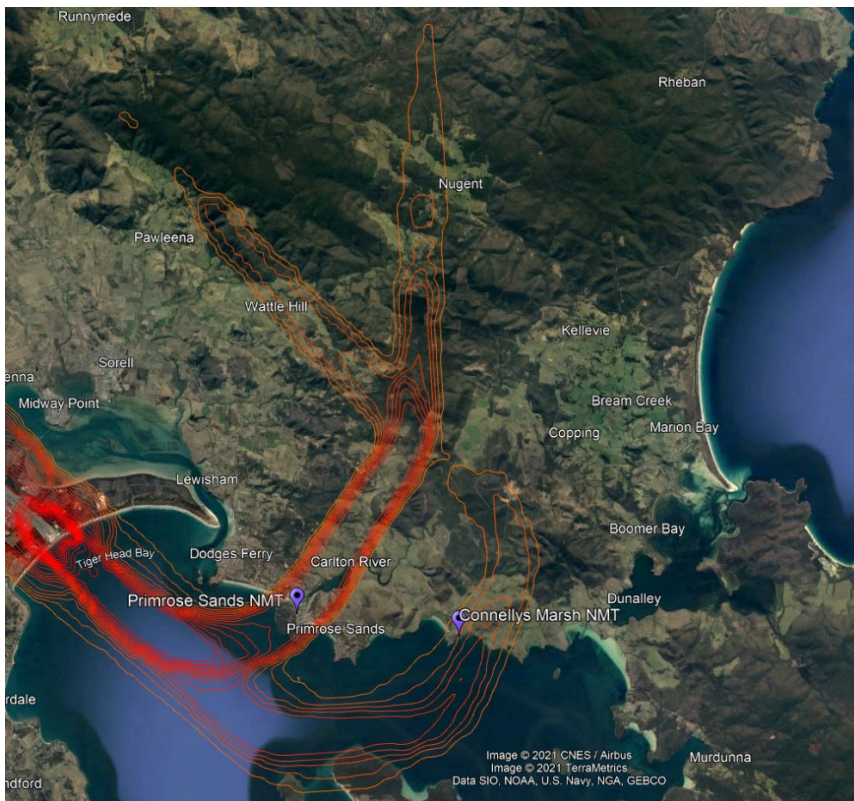 Runnymede
Rheban
Nugent
Pawleena
Wattle Hill
Kellevie
Sorell
enna
Midway Point
Bream Creek
Marion Bay
Copping
Lewisham
Boomer Bay
Tiger Head Bay
Dodges Ferry
Carlton River
Primrose Sands NMT
Dunalley
Connellys Marsh NMT
Primrose Sands
rdale
Murdunna
ndford
Image © 2021 CNES / Airbus
Image © 2021 TerraMetrics
Data SIO, NOAA, U.S. Navy, NGA, GEBCO